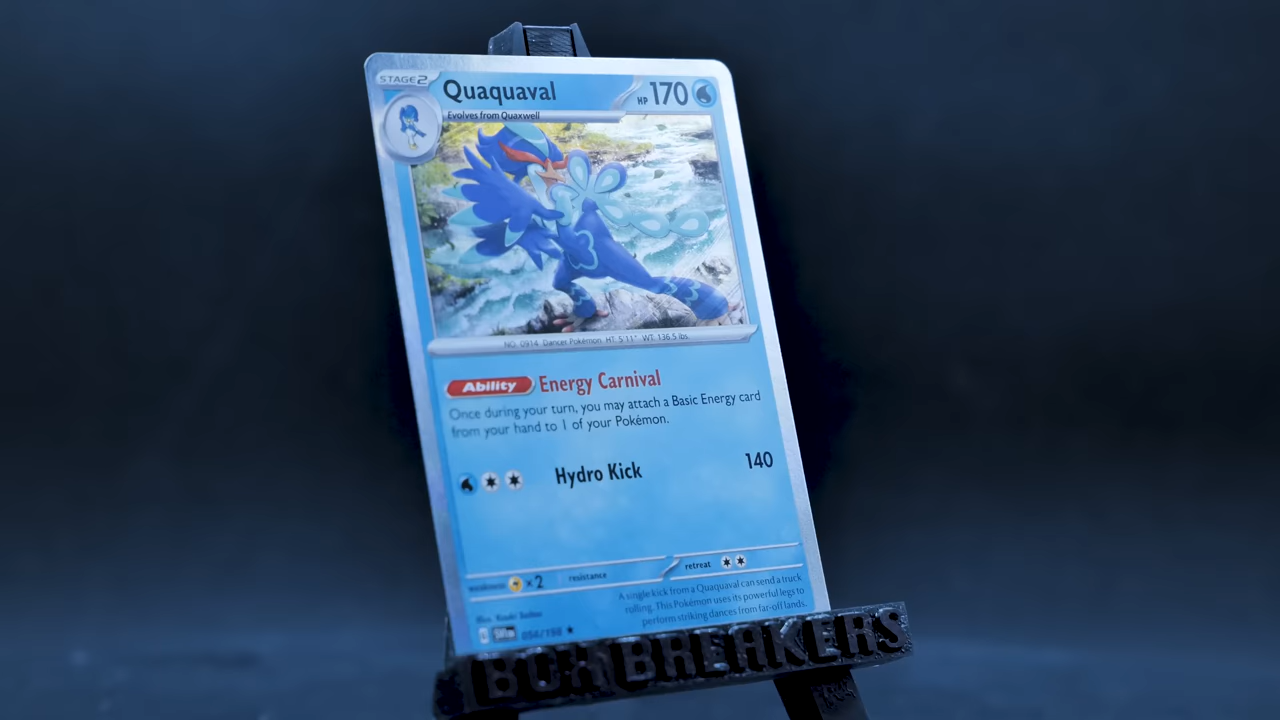 STAGE2
Quaquaval
HP 170
Evolves from Quaxwell
NO. 0914 Dancer Pokémon HT: 5'11" WT: 136.5 lbs.
Ability Energy Carnival
Once during your turn, you may attach a Basic Energy card
from your hand to 1 of your Pokémon.
Hydro Kick 140
weakness ×2 resistance retreat
A single kick from a Quaquaval can send a truck
rolling. This Pokémon uses its powerful legs to
perform striking dances from far-off lands.
Illus.
054/198
BOX BREAKERS